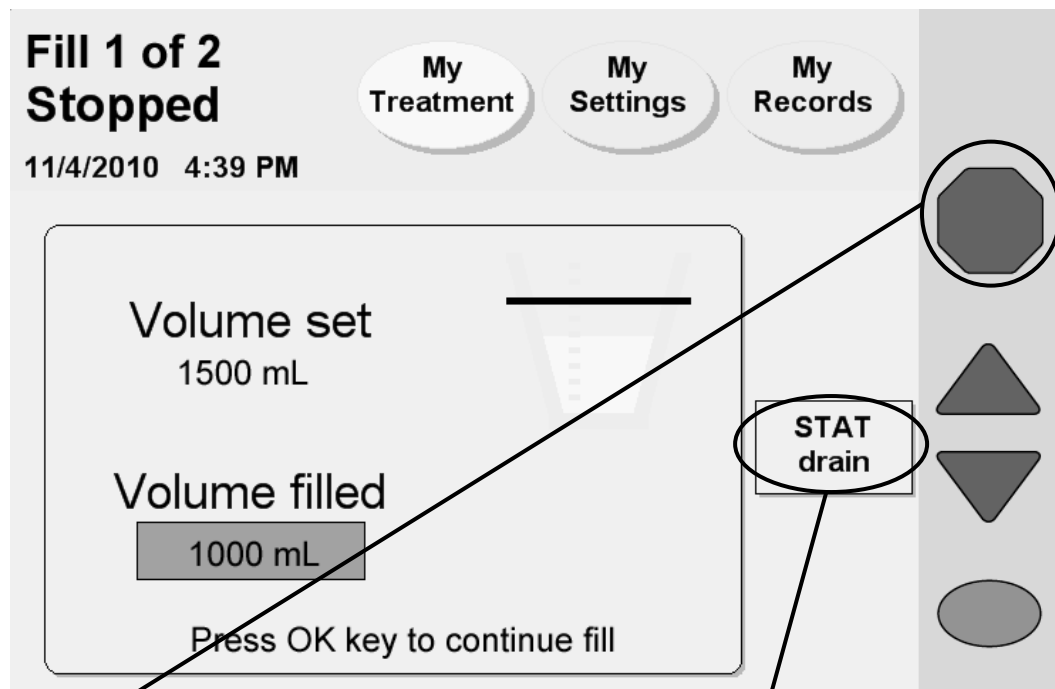 Fill 1 of 2
Stopped
11/4/2010 4:39 PM
My
Treatment
My
Settings
My
Records
Volume set
1500 mL
Volume filled
1000 mL
Press OK key to continue fill
STAT
drain